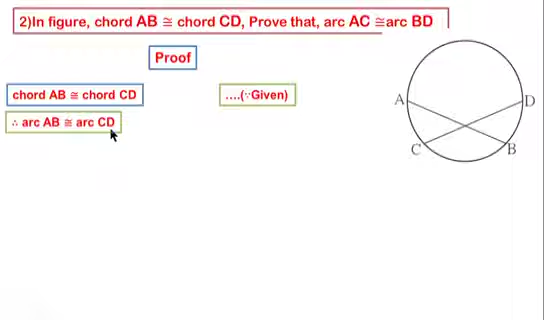 2)In figure, chord AB ≅ chord CD, Prove that, arc AC ≅arc BD
Proof
chord AB ≅ chord CD ....(∵Given)
∴ arc AB ≅ arc CD
A D
C B